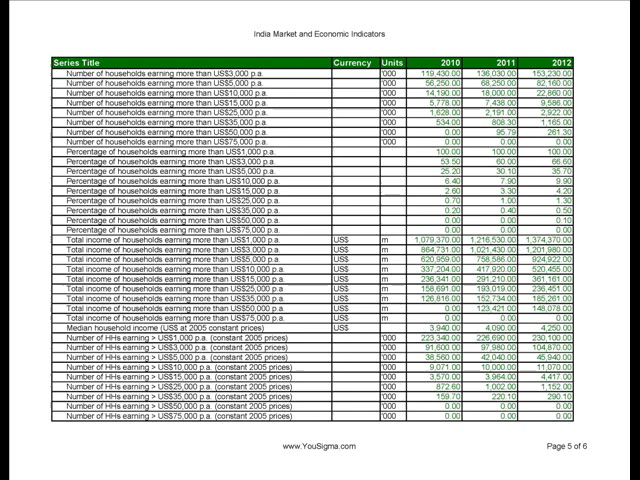 India Market and Economic Indicators
Series Title Currency Units 2010 2011 2012
Number of households earning more than US$3,000 p.a. '000 119,430.00 136,030.00 153,230.00
Number of households earning more than US$5,000 p.a. '000 56,250.00 68,250.00 82,160.00
Number of households earning more than US$10,000 p.a. '000 14,190.00 18,000.00 22,860.00
Number of households earning more than US$15,000 p.a. '000 5,778.00 7,438.00 9,586.00
Number of households earning more than US$25,000 p.a. '000 1,628.00 2,191.00 2,922.00
Number of households earning more than US$35,000 p.a. '000 534.00 808.30 1,165.00
Number of households earning more than US$50,000 p.a. '000 0.00 95.79 261.30
Number of households earning more than US$75,000 p.a. '000 0.00 0.00 0.00
Percentage of households earning more than US$1,000 p.a. 100.00 100.00 100.00
Percentage of households earning more than US$3,000 p.a. 53.50 60.00 66.60
Percentage of households earning more than US$5,000 p.a. 25.20 30.10 35.70
Percentage of households earning more than US$10,000 p.a. 6.40 7.90 9.90
Percentage of households earning more than US$15,000 p.a. 2.60 3.30 4.20
Percentage of households earning more than US$25,000 p.a. 0.70 1.00 1.30
Percentage of households earning more than US$35,000 p.a. 0.20 0.40 0.50
Percentage of households earning more than US$50,000 p.a. 0.00 0.00 0.10
Percentage of households earning more than US$75,000 p.a. 0.00 0.00 0.00
Total income of households earning more than US$1,000 p.a. US$ m 1,079,370.00 1,216,530.00 1,374,370.00
Total income of households earning more than US$3,000 p.a. US$ m 864,731.00 1,021,430.00 1,201,980.00
Total income of households earning more than US$5,000 p.a. US$ m 620,959.00 758,586.00 924,922.00
Total income of households earning more than US$10,000 p.a. US$ m 337,204.00 417,920.00 520,455.00
Total income of households earning more than US$15,000 p.a. US$ m 236,341.00 291,210.00 361,161.00
Total income of households earning more than US$25,000 p.a. US$ m 158,691.00 193,019.00 236,451.00
Total income of households earning more than US$35,000 p.a. US$ m 126,816.00 152,734.00 185,261.00
Total income of households earning more than US$50,000 p.a. US$ m 0.00 123,421.00 148,078.00
Total income of households earning more than US$75,000 p.a. US$ m 0.00 0.00 0.00
Median household income (US$ at 2005 constant prices) US$ 3,940.00 4,090.00 4,250.00
Number of HHs earning > US$1,000 p.a. (constant 2005 prices) '000 223,340.00 226,690.00 230,100.00
Number of HHs earning > US$3,000 p.a. (constant 2005 prices) '000 91,600.00 97,980.00 104,870.00
Number of HHs earning > US$5,000 p.a. (constant 2005 prices) '000 38,560.00 42,040.00 45,940.00
Number of HHs earning > US$10,000 p.a. (constant 2005 prices) '000 9,071.00 10,000.00 11,070.00
Number of HHs earning > US$15,000 p.a. (constant 2005 prices) '000 3,570.00 3,964.00 4,417.00
Number of HHs earning > US$25,000 p.a. (constant 2005 prices) '000 872.60 1,002.00 1,152.00
Number of HHs earning > US$35,000 p.a. (constant 2005 prices) '000 159.70 220.10 290.10
Number of HHs earning > US$50,000 p.a. (constant 2005 prices) '000 0.00 0.00 0.00
Number of HHs earning > US$75,000 p.a. (constant 2005 prices) '000 0.00 0.00 0.00
www.YouSigma.com Page 5 of 6